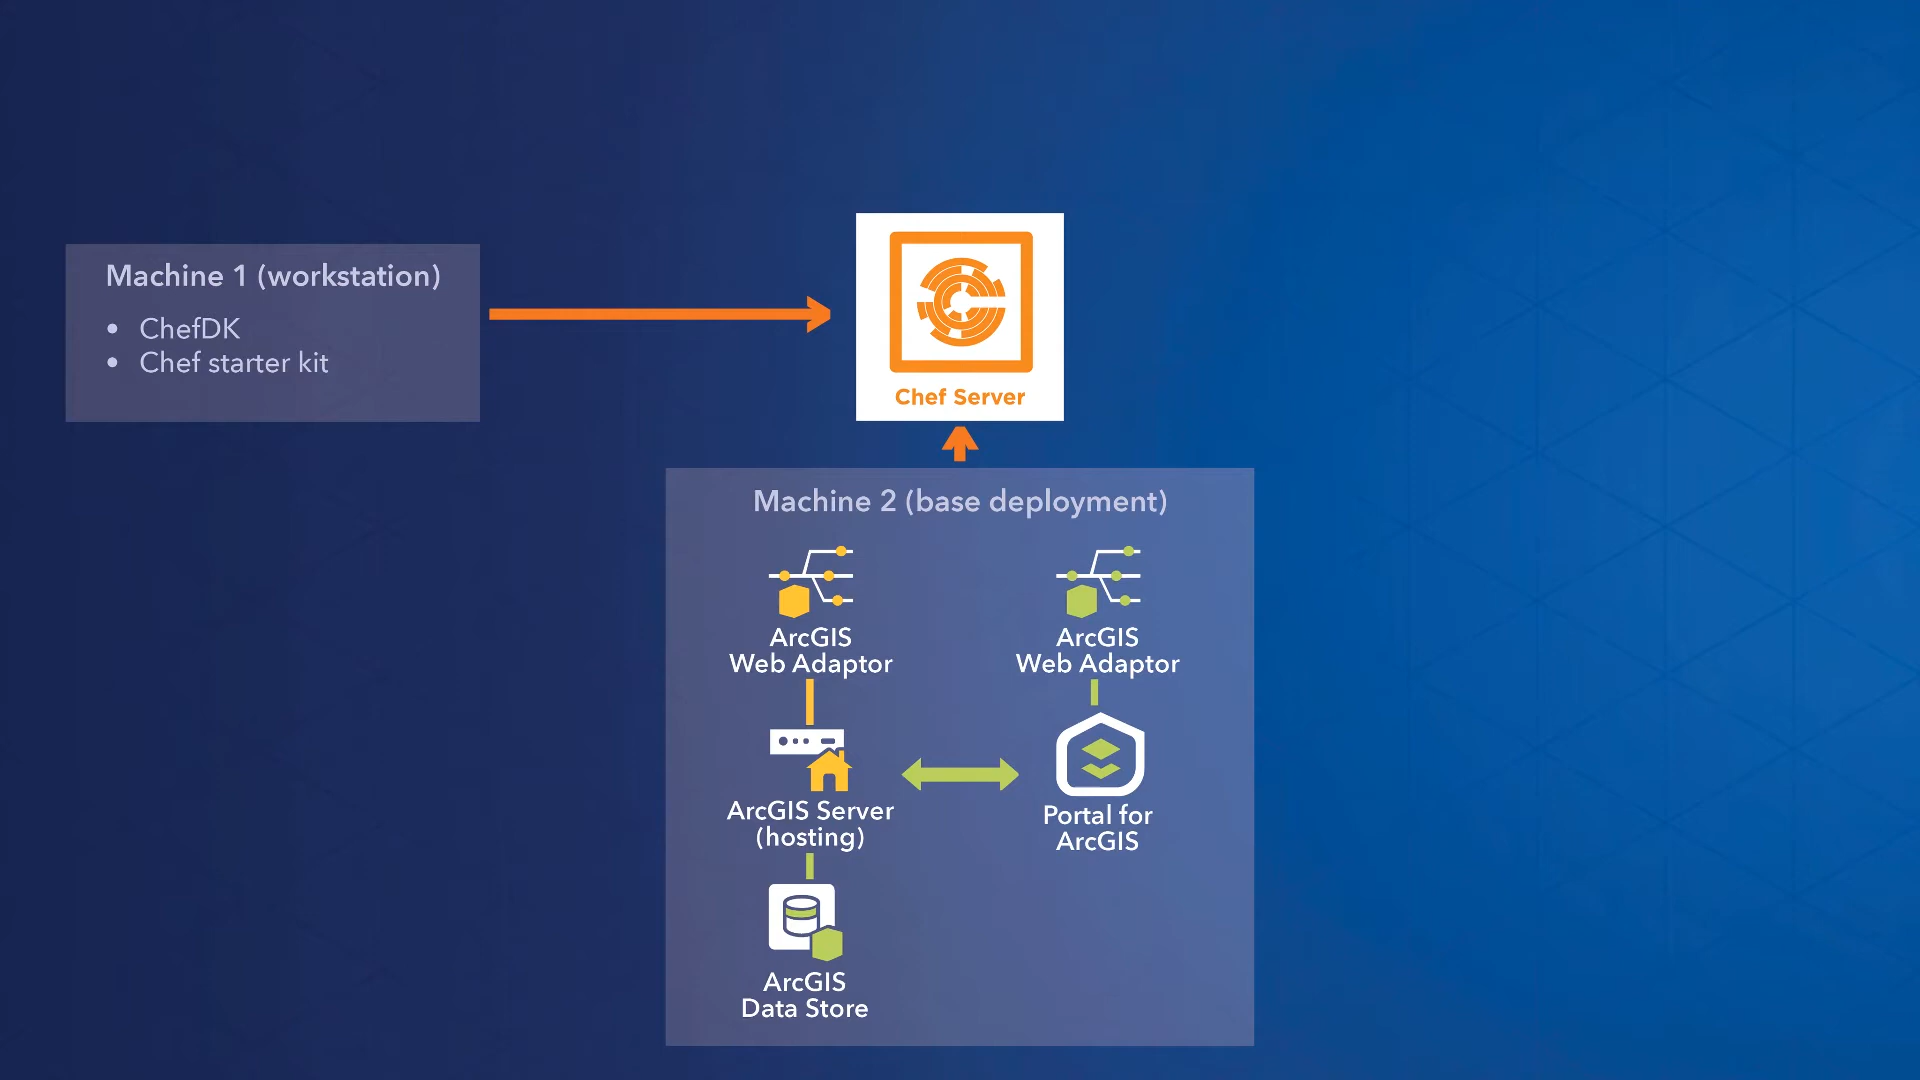 Machine 1 (workstation)
• ChefDK
• Chef starter kit
Chef Server
Machine 2 (base deployment)
ArcGIS
Web Adaptor
ArcGIS
Web Adaptor
ArcGIS Server
(hosting)
Portal for
ArcGIS
ArcGIS
Data Store